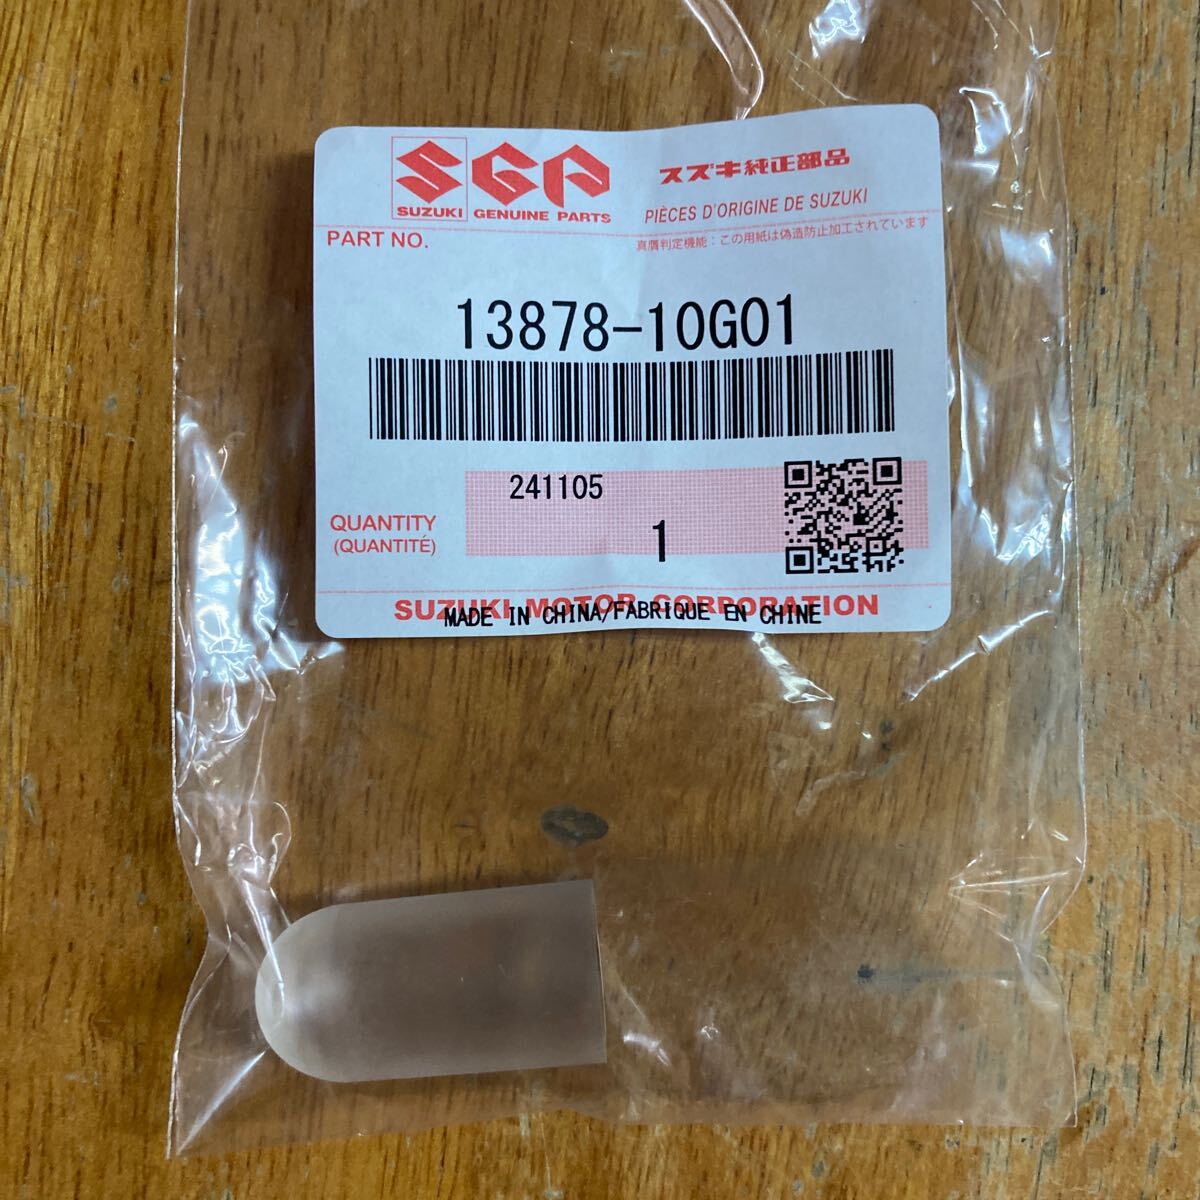 SGP
SUZUKI GENUINE PARTS
スズキ純正部品
PIÈCES D'ORIGINE DE SUZUKI
PART NO.
真贋判定機能：この用紙は偽造防止加工されています
13878-10G01
241105
QUANTITY
(QUANTITÉ)
1
SUZUKI MOTOR CORPORATION
MADE IN CHINA/FABRIQUE EN CHINE